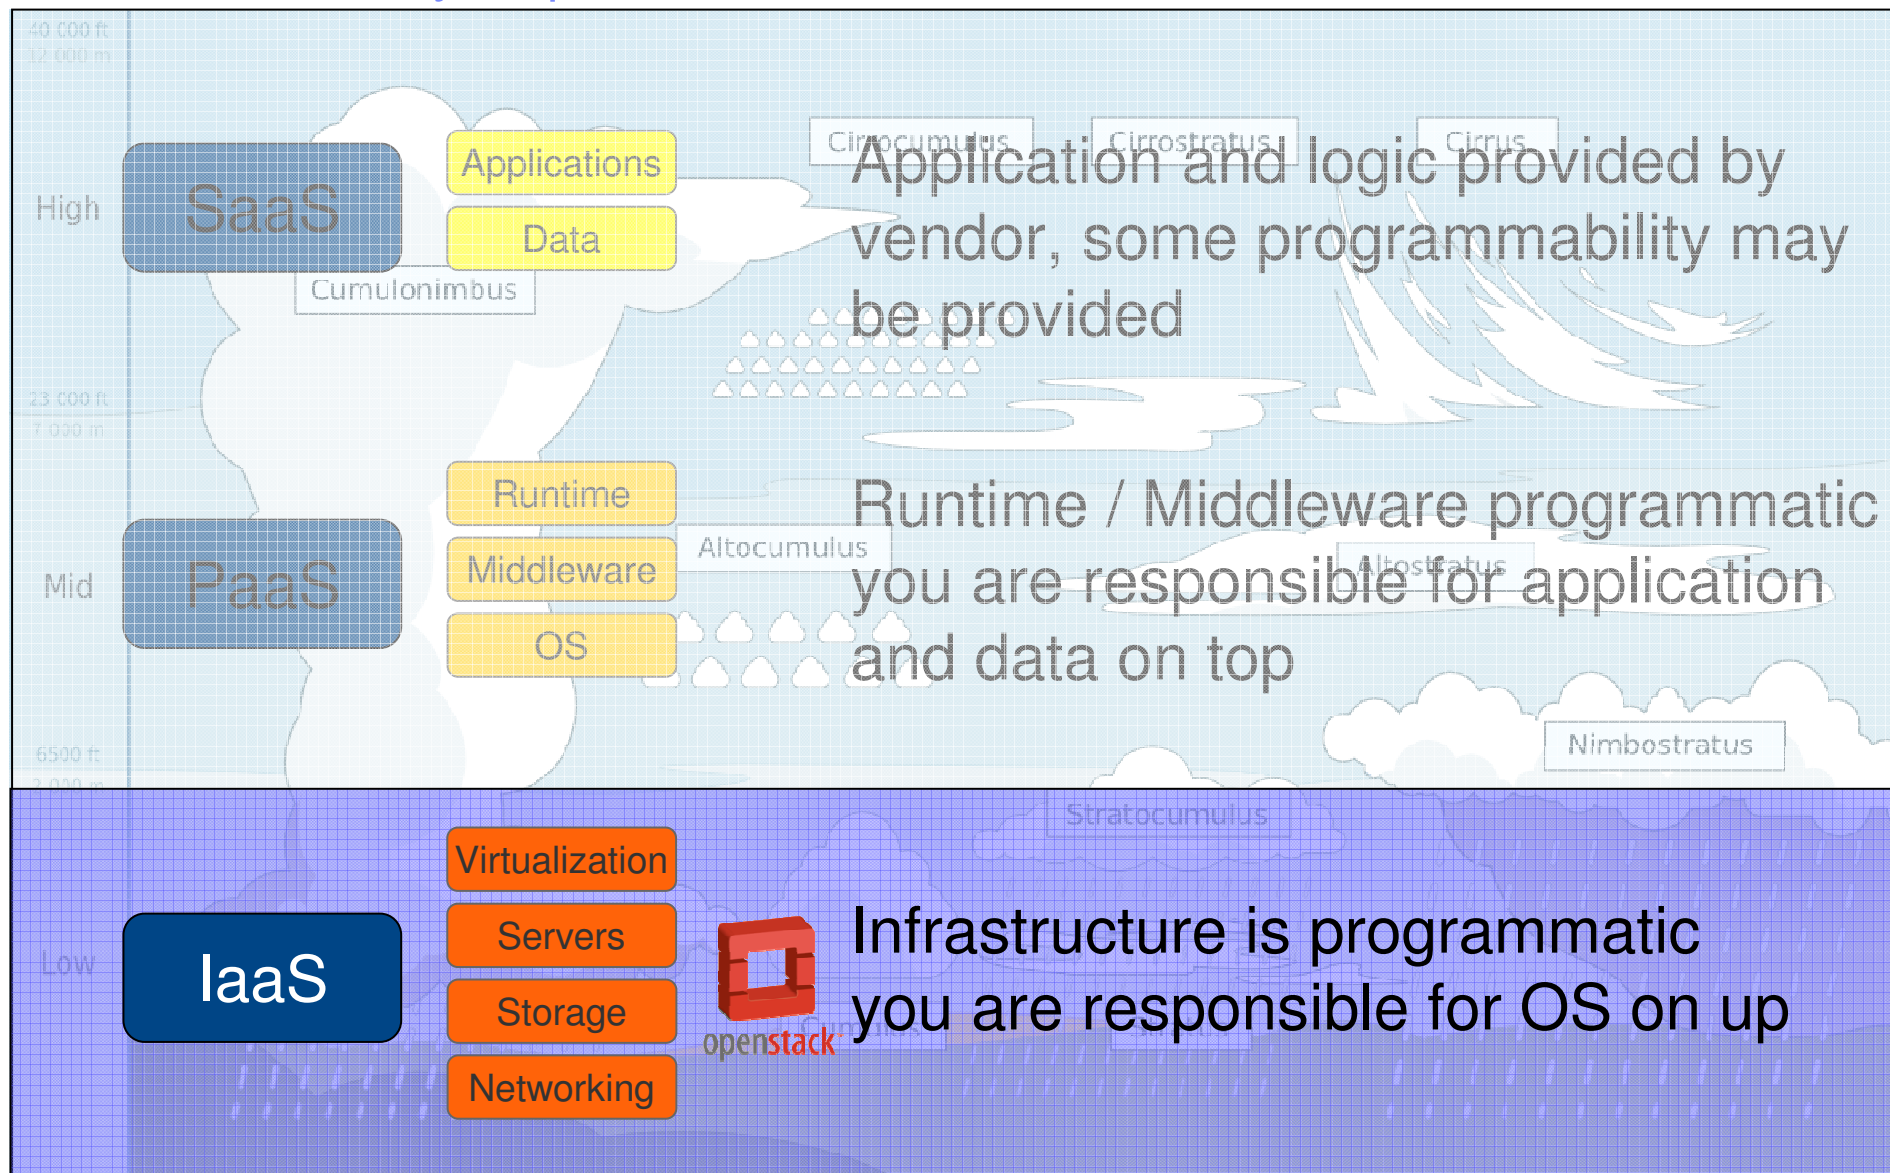 40 000 ft
12 000 m
Cirrocumulus
Cirrostratus
Cirrus
High
SaaS
Applications
Data
Application and logic provided by
vendor, some programmability may
be provided
Cumulonimbus
23 000 ft
7 000 m
Mid
PaaS
Runtime
Middleware
OS
Altocumulus
Altostratus
Runtime / Middleware programmatic
you are responsible for application
and data on top
Nimbostratus
6500 ft
2 000 m
Stratocumulus
Low
IaaS
Virtualization
Servers
Storage
Networking
openstack
Infrastructure is programmatic
you are responsible for OS on up
Cumulus